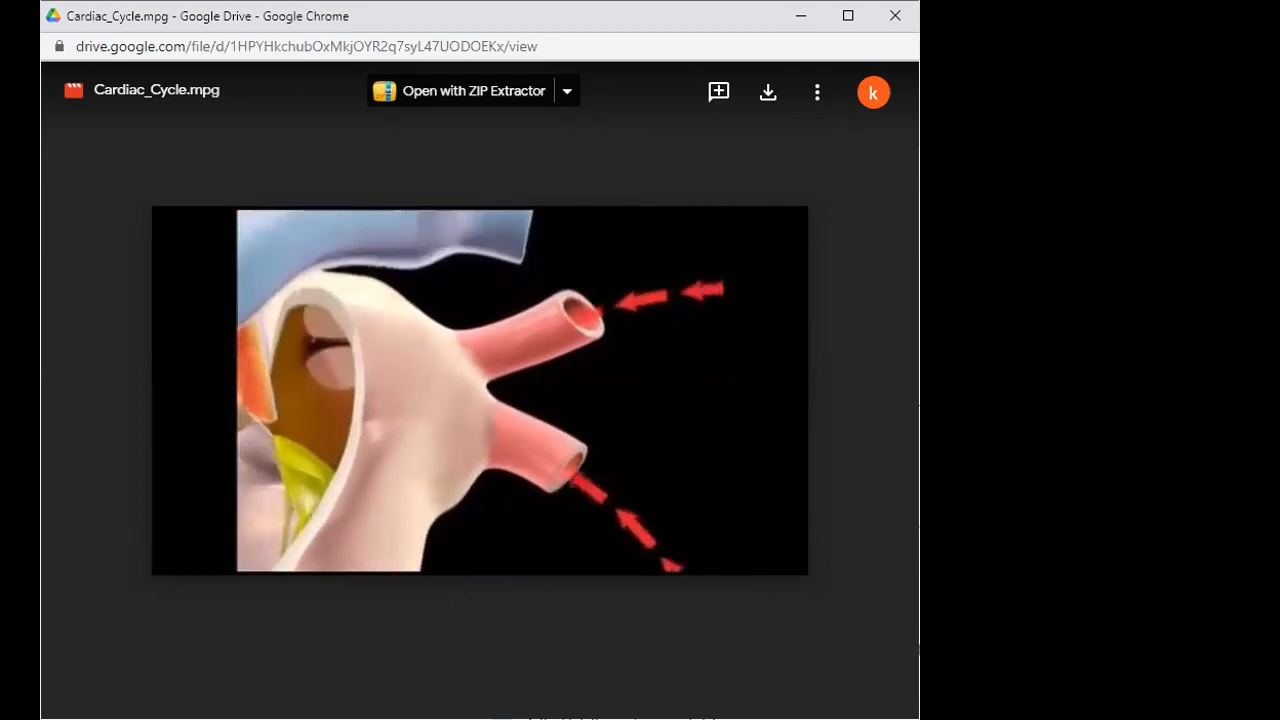 Cardiac_Cycle.mpg - Google Drive - Google Chrome
drive.google.com/file/d/1HPYHkchubOxMkjOYR2q7syL47UODOEKx/view
Cardiac_Cycle.mpg
Open with ZIP Extractor
k